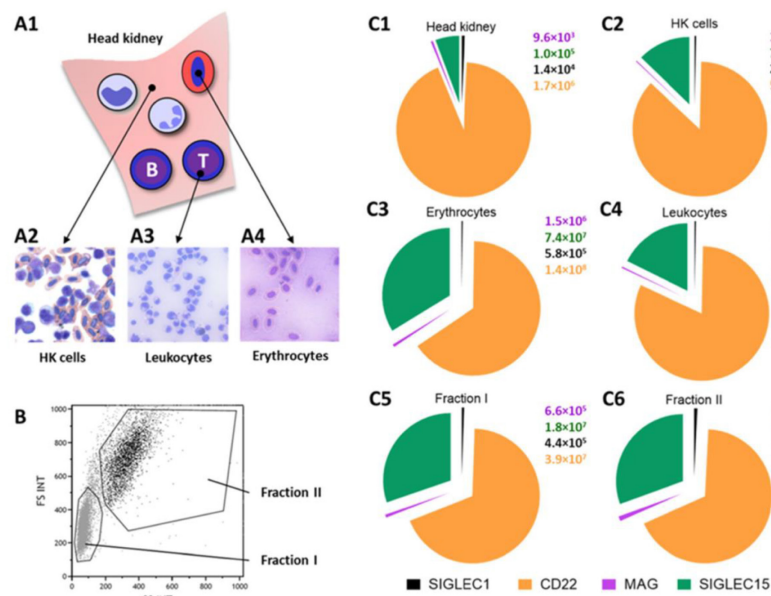 A1
Head kidney
B
T
A2
A3
A4
HK cells
Leukocytes
Erythrocytes
B
FS INT
1000
800
600
400
200
0
0
200
400
600
800
1000
Fraction II
Fraction I
C1
Head kidney
9.6×10³
1.0×10⁵
1.4×10⁴
1.7×10⁶
C2
HK cells
C3
Erythrocytes
1.5×10⁶
7.4×10⁷
5.8×10⁵
1.4×10⁸
C4
Leukocytes
C5
Fraction I
6.6×10⁵
1.8×10⁷
4.4×10⁵
3.9×10⁷
C6
Fraction II
SIGLEC1
CD22
MAG
SIGLEC15